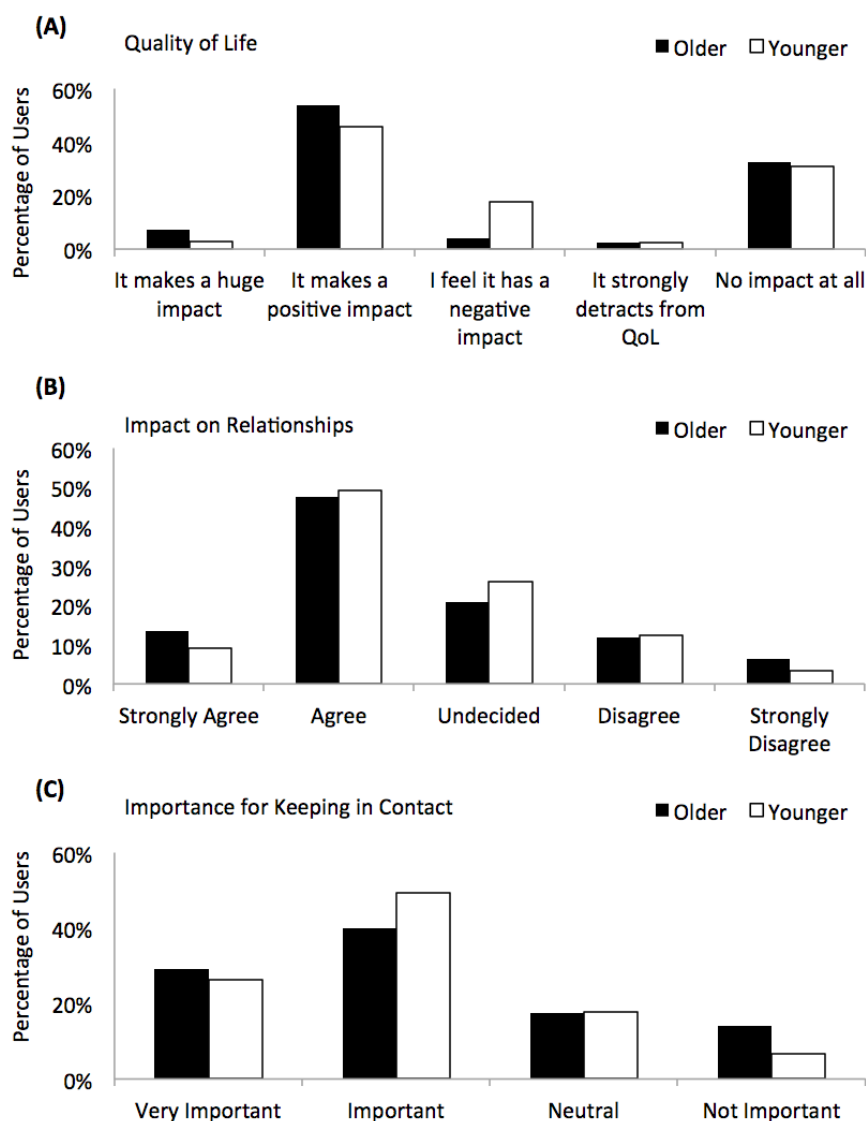 (A)
Quality of Life
Older Younger
Percentage of Users
60%
40%
20%
0%
It makes a huge
impact
It makes a
positive impact
I feel it has a
negative
impact
It strongly
detracts from
QoL
No impact at all
(B)
Impact on Relationships
Older Younger
Percentage of Users
60%
50%
40%
30%
20%
10%
0%
Strongly Agree
Agree
Undecided
Disagree
Strongly
Disagree
(C)
Importance for Keeping in Contact
Older Younger
Percentage of Users
60%
40%
20%
0%
Very Important
Important
Neutral
Not Important